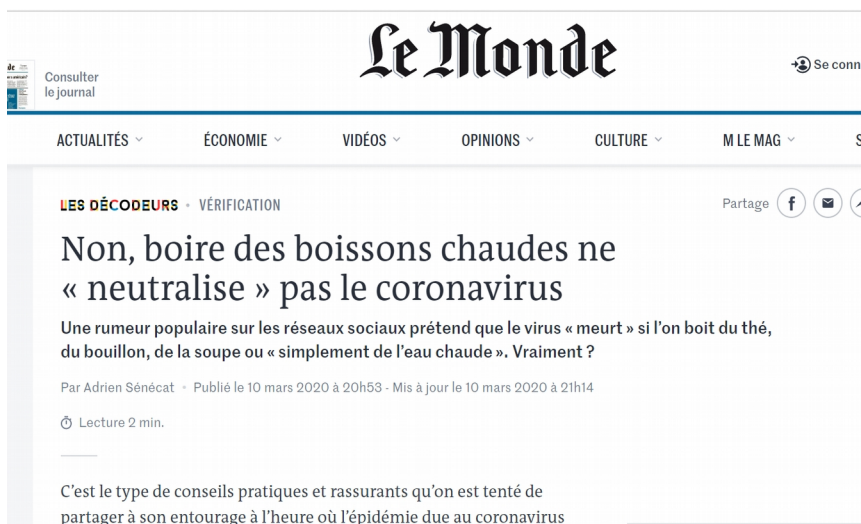 Le Monde
Consulter
le journal
Se conn
ACTUALITÉS
ÉCONOMIE
VIDÉOS
OPINIONS
CULTURE
M LE MAG
S
LES DÉCODEURS • VÉRIFICATION
Partage
Non, boire des boissons chaudes ne
« neutralise » pas le coronavirus
Une rumeur populaire sur les réseaux sociaux prétend que le virus « meurt » si l’on boit du thé,
du bouillon, de la soupe ou « simplement de l’eau chaude ». Vraiment ?
Par Adrien Sénécat • Publié le 10 mars 2020 à 20h53 - Mis à jour le 10 mars 2020 à 21h14
Lecture 2 min.
C’est le type de conseils pratiques et rassurants qu’on est tenté de
partager à son entourage à l’heure où l’épidémie due au coronavirus